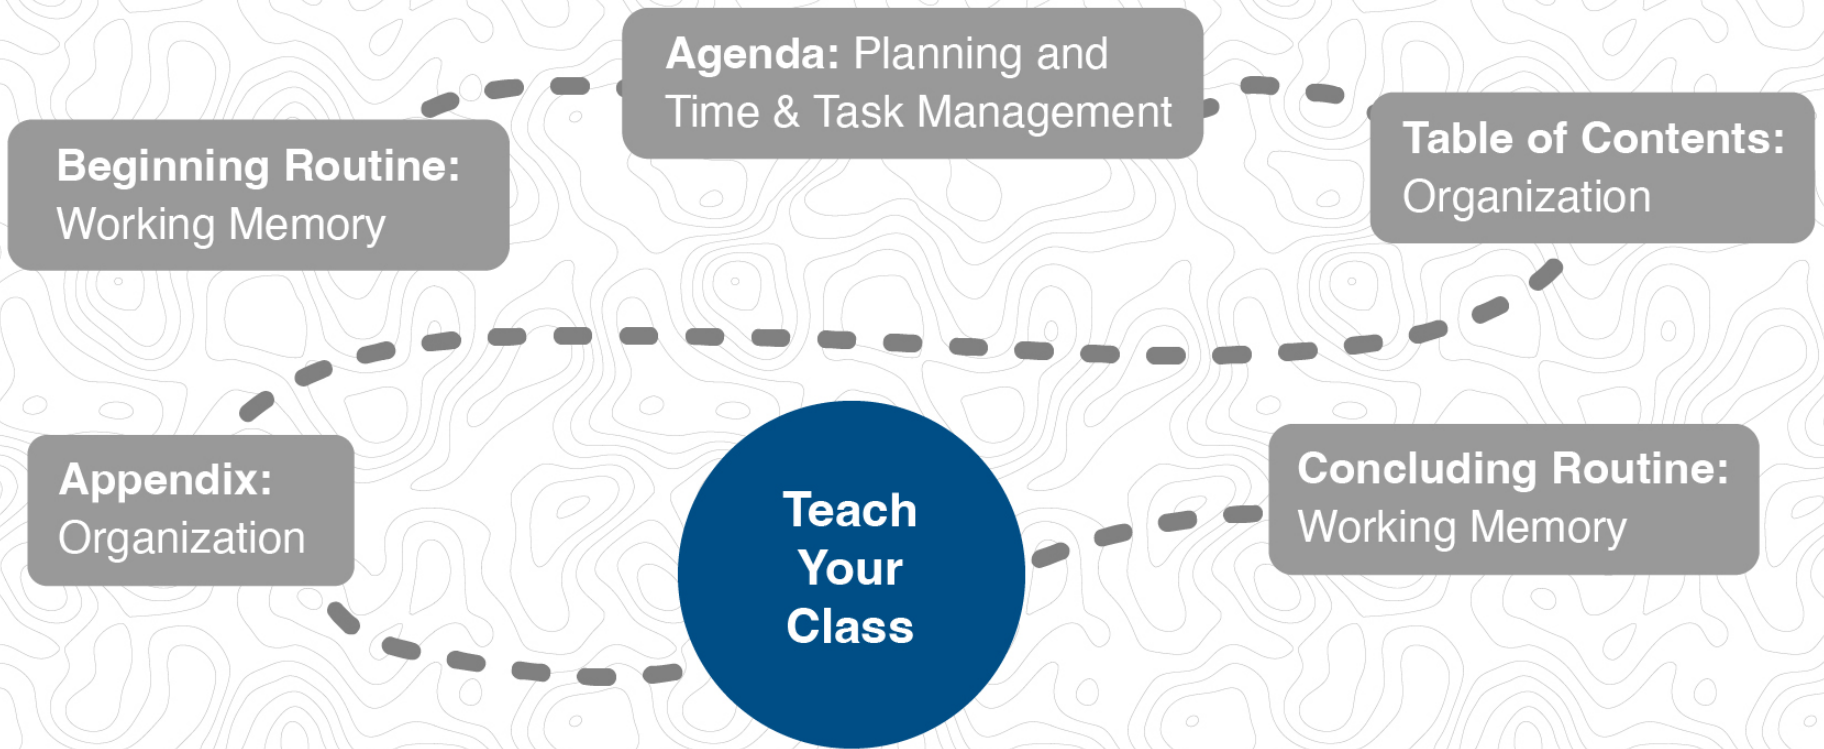 Agenda: Planning and
Time & Task Management
Beginning Routine:
Working Memory
Table of Contents:
Organization
Appendix:
Organization
Teach
Your
Class
Concluding Routine:
Working Memory